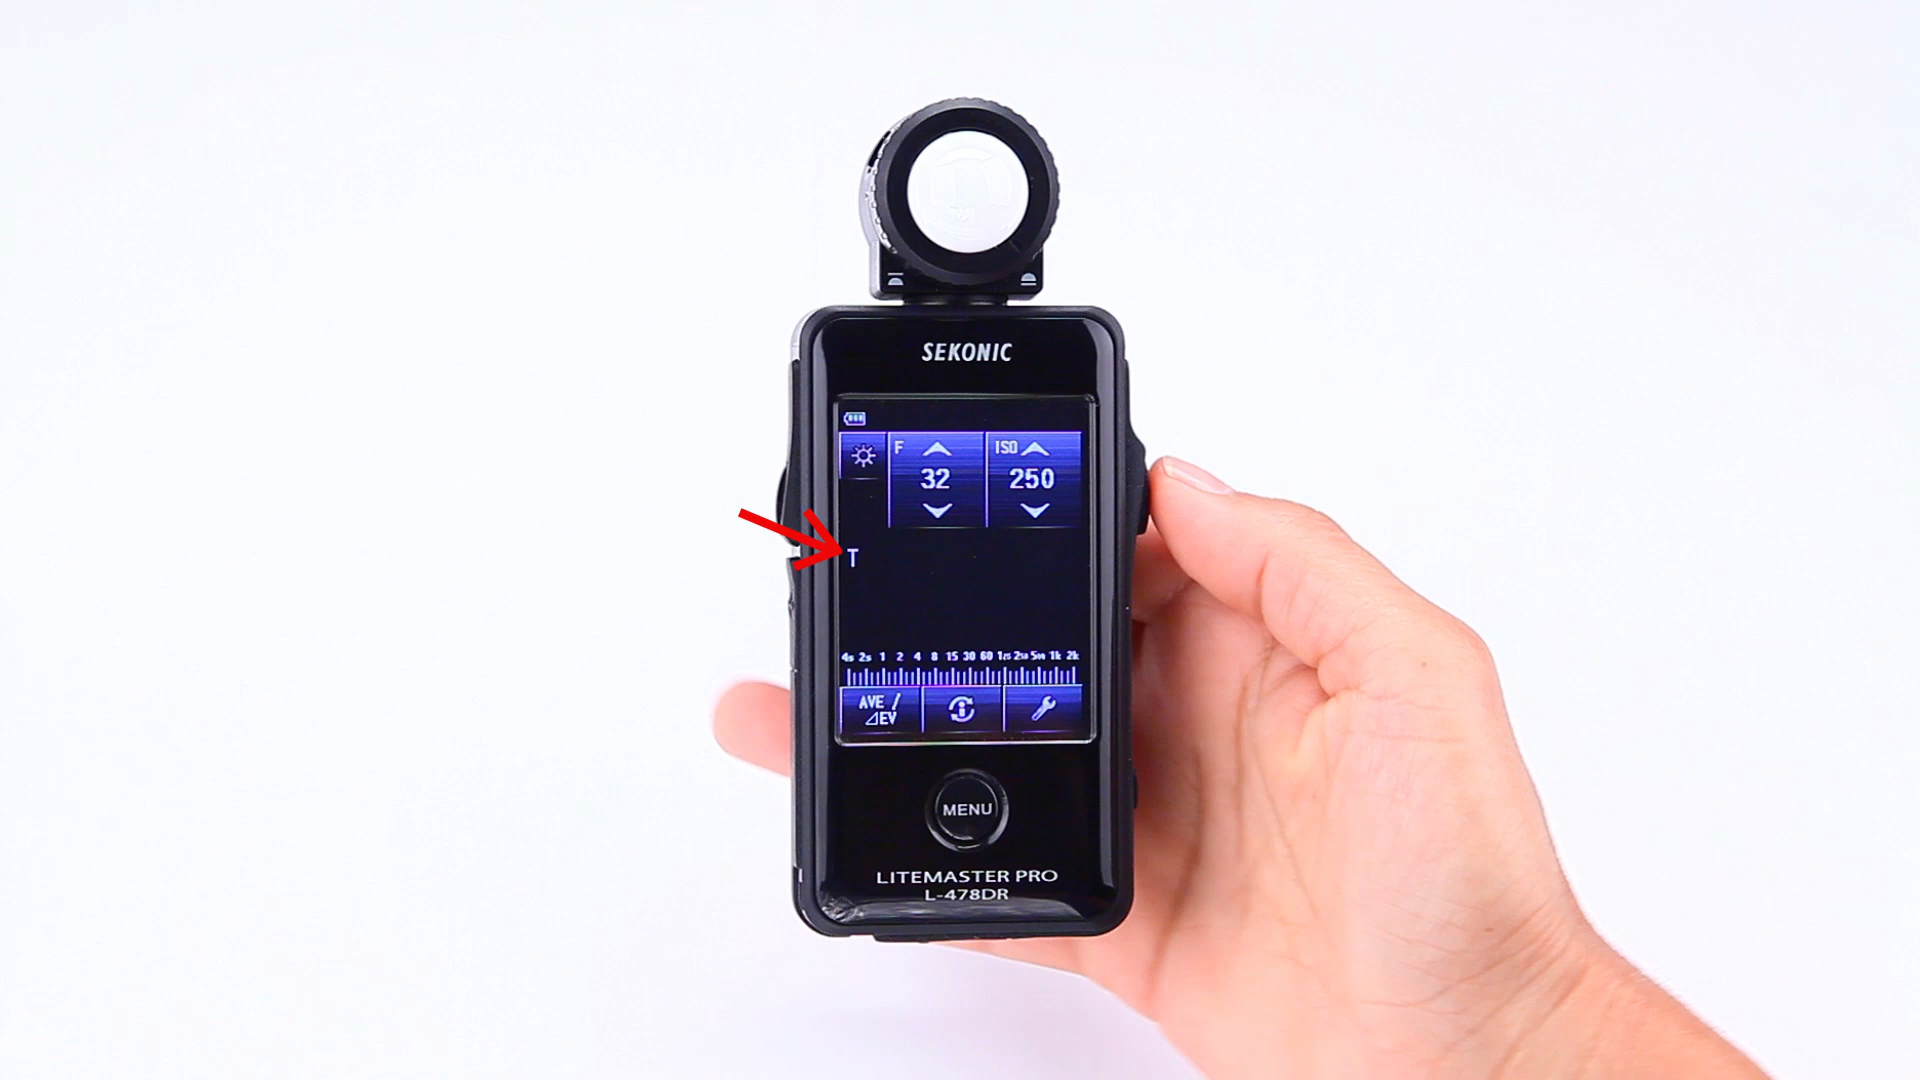 SEKONIC
F ISO
32 250
T
4s 2s 1 2 4 8 15 30 60 125 250 500 1k 2k
AVE /
⊿EV
MENU
LITEMASTER PRO
L-478DR